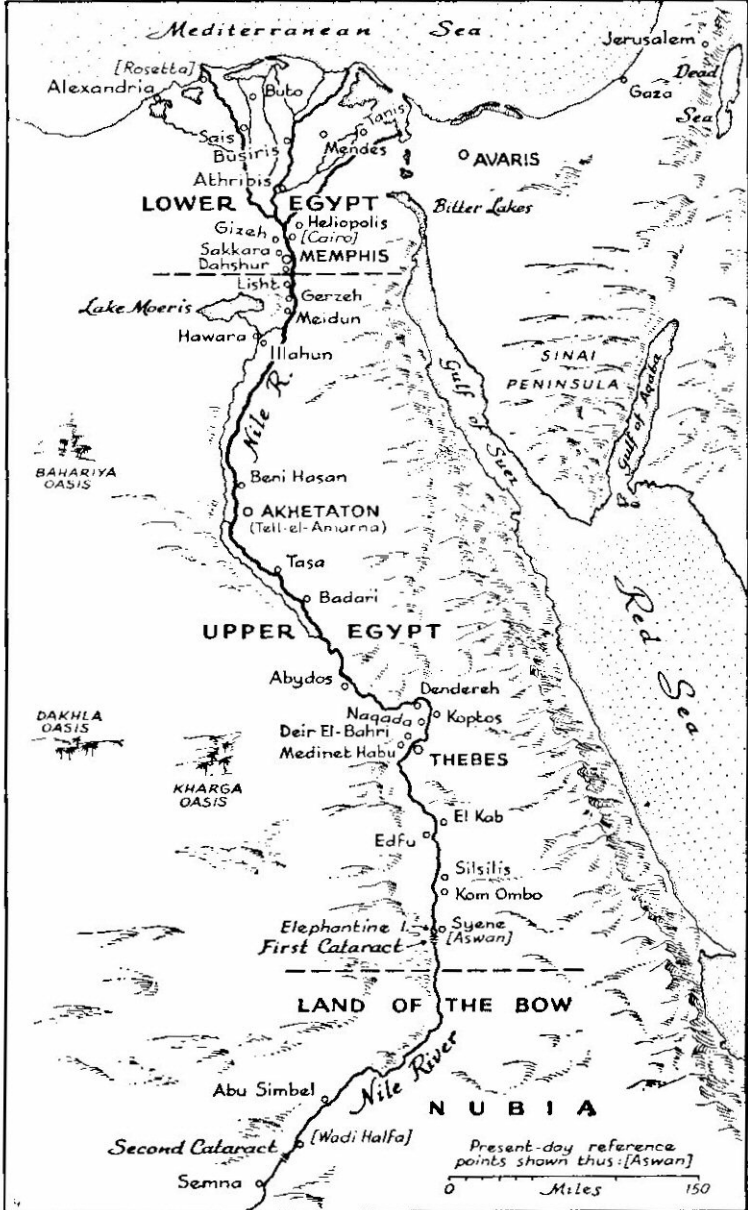 Mediterranean Sea
Jerusalem
[Rosetta]
Dead
Alexandria
Buto
Gaza
Sea
Tanis
Sais
Busiris
Mendes
AVARIS
Athribis
LOWER EGYPT
Bitter Lakes
Heliopolis
Gizeh
[Cairo]
Sakkara
MEMPHIS
Dahshur
Lisht
Lake Moeris
Gerzeh
Meidun
Hawara
Illahun
SINAI
PENINSULA
Gulf of Suez
Gulf of Aqaba
Nile R.
BAHARIYA
OASIS
Beni Hasan
AKHETATON
(Tell-el-Amarna)
Tasa
Badari
UPPER EGYPT
Red Sea
Abydos
Dendereh
DAKHLA
OASIS
Naqada
Koptos
Deir El-Bahri
Medinet Habu
THEBES
KHARGA
OASIS
El Kab
Edfu
Silsilis
Kom Ombo
Elephantine I.
Syene
[Aswan]
First Cataract
LAND OF THE BOW
Nile River
Abu Simbel
NUBIA
Second Cataract
[Wadi Halfa]
Present-day reference
points shown thus:[Aswan]
Semna
0 Miles 150